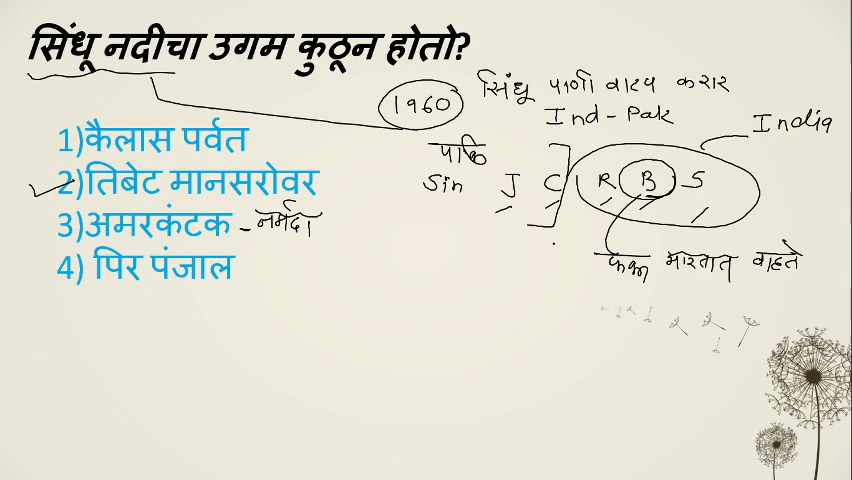 सिंधू नदीचा उगम कुठून होतो?
1960 सिंधू पाणी वाटप करार
Ind-Pak
India
1)कैलास पर्वत
2)तिबेट मानसरोवर
3)अमरकंटक - नर्मदा
4) पिर पंजाल
पाकि
Sin J C R B S
फक्त भारतात वाहते